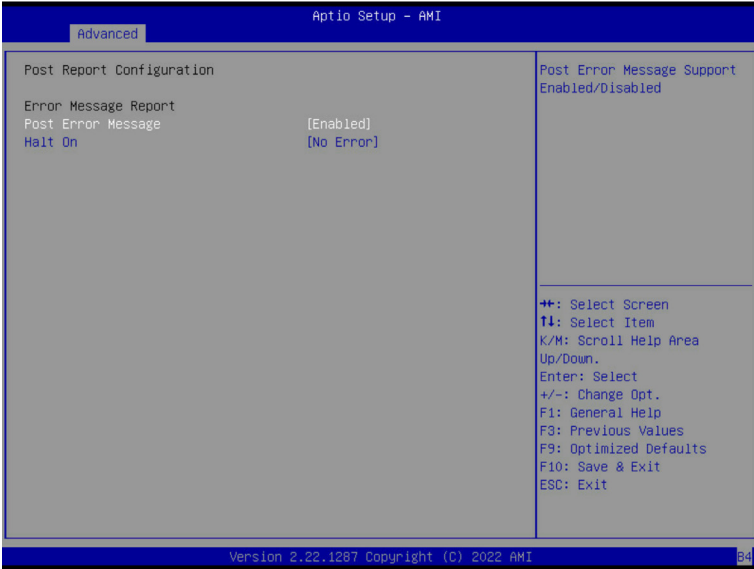 Aptio Setup – AMI
Advanced
Post Report Configuration
Error Message Report
Post Error Message [Enabled]
Halt On [No Error]
Post Error Message Support
Enabled/Disabled
→←: Select Screen
↑↓: Select Item
K/M: Scroll Help Area
Up/Down.
Enter: Select
+/-: Change Opt.
F1: General Help
F3: Previous Values
F9: Optimized Defaults
F10: Save & Exit
ESC: Exit
Version 2.22.1287 Copyright (C) 2022 AMI
B4